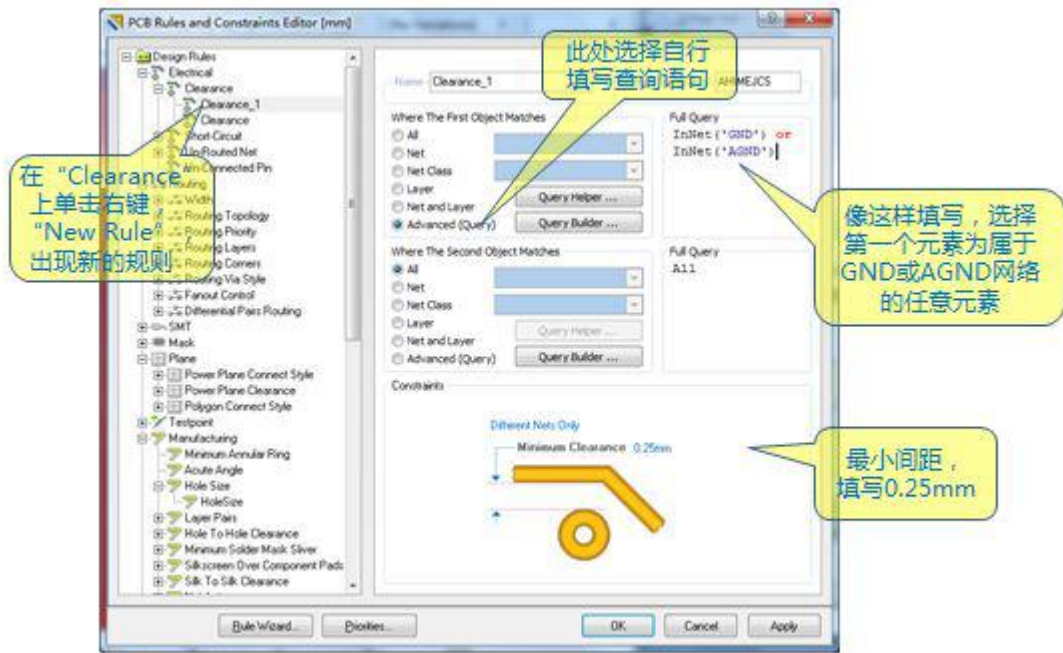 PCB Rules and Constraints Editor [mm]
Design Rules
Electrical
Clearance
Clearance_1
Clearance
Short-Circuit
Un-Routed Net
Un-Connected Pin
Routing
Width
Routing Topology
Routing Priority
Routing Layers
Routing Corners
Routing Via Style
Fanout Control
Differential Pairs Routing
SMT
Mask
Plane
Power Plane Connect Style
Power Plane Clearance
Polygon Connect Style
Testpoint
Manufacturing
Minimum Annular Ring
Acute Angle
Hole Size
HoleSize
Layer Pairs
Hole To Hole Clearance
Minimum Solder Mask Sliver
Silkscreen Over Component Pads
Silk To Silk Clearance
在“Clearance
上单击右键
“New Rule”
出现新的规则
此处选择自行
填写查询语句
Name Clearance_1
Where The First Object Matches
All
Net
Net Class
Layer
Net and Layer
Advanced (Query)
Query Helper ...
Query Builder ...
Full Query
InNet('GND') or
InNet('AGND')
Where The Second Object Matches
All
Net
Net Class
Layer
Net and Layer
Advanced (Query)
Query Helper ...
Query Builder ...
Full Query
All
像这样填写，选择
第一个元素为属于
GND或AGND网络
的任意元素
Constraints
Different Nets Only
Minimum Clearance 0.25mm
最小间距，
填写0.25mm
Rule Wizard...
Priorities...
OK
Cancel
Apply